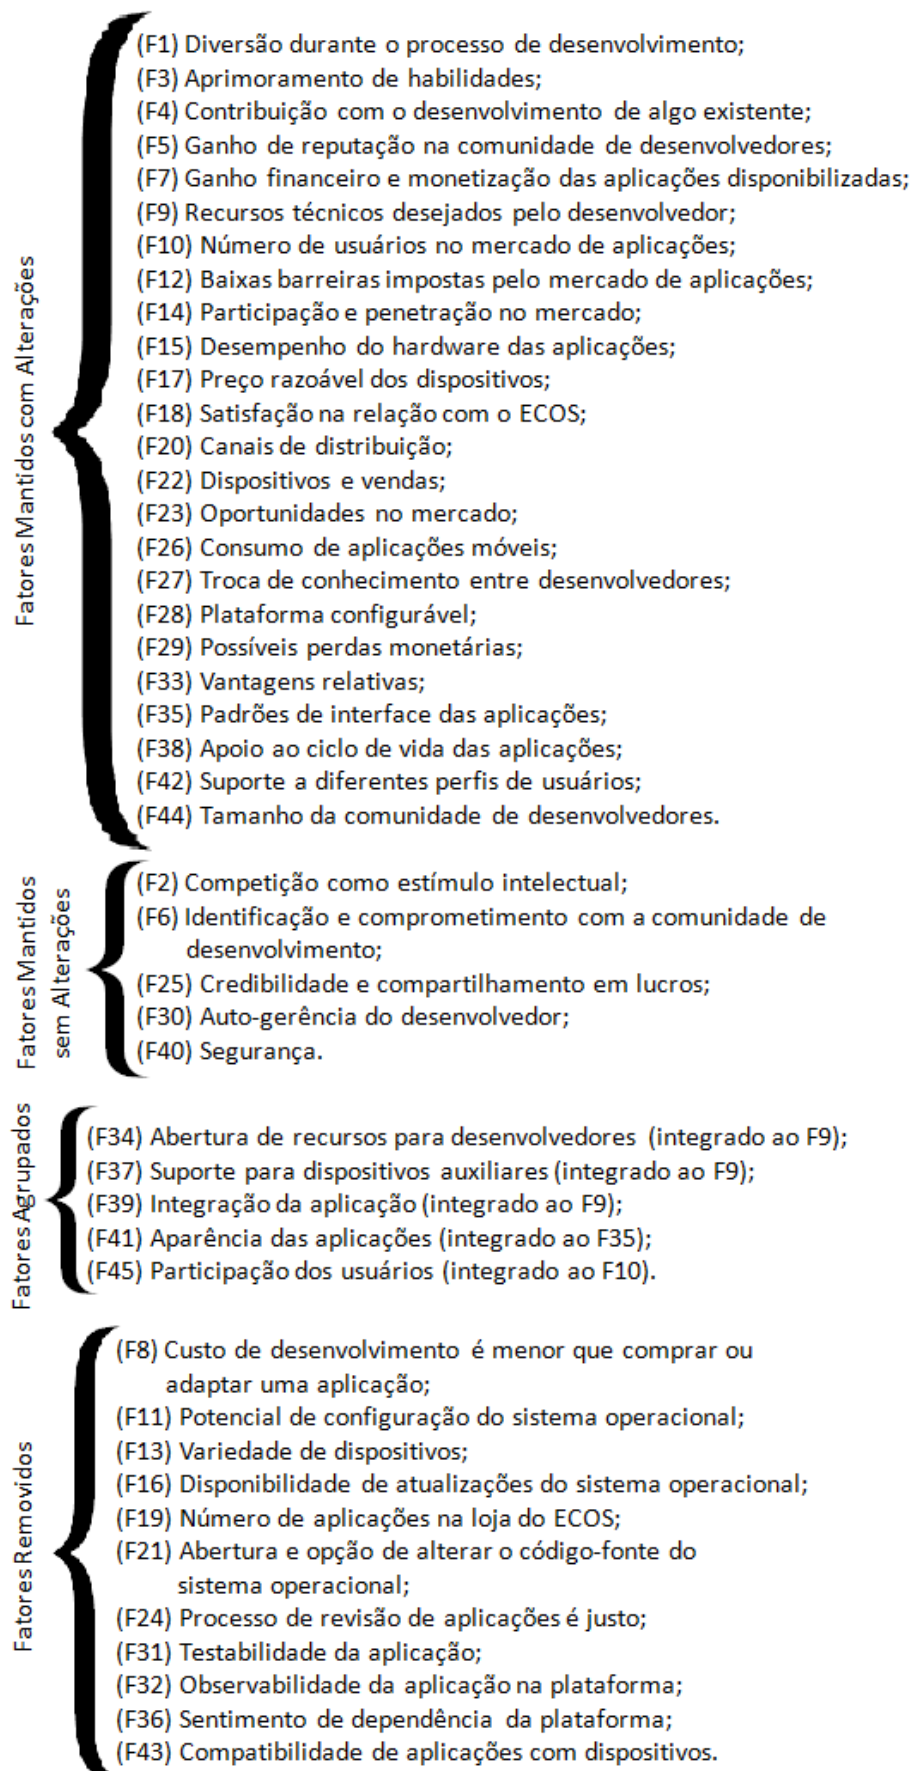 Fatores Mantidos com Alterações
(F1) Diversão durante o processo de desenvolvimento;
(F3) Aprimoramento de habilidades;
(F4) Contribuição com o desenvolvimento de algo existente;
(F5) Ganho de reputação na comunidade de desenvolvedores;
(F7) Ganho financeiro e monetização das aplicações disponibilizadas;
(F9) Recursos técnicos desejados pelo desenvolvedor;
(F10) Número de usuários no mercado de aplicações;
(F12) Baixas barreiras impostas pelo mercado de aplicações;
(F14) Participação e penetração no mercado;
(F15) Desempenho do hardware das aplicações;
(F17) Preço razoável dos dispositivos;
(F18) Satisfação na relação com o ECOS;
(F20) Canais de distribuição;
(F22) Dispositivos e vendas;
(F23) Oportunidades no mercado;
(F26) Consumo de aplicações móveis;
(F27) Troca de conhecimento entre desenvolvedores;
(F28) Plataforma configurável;
(F29) Possíveis perdas monetárias;
(F33) Vantagens relativas;
(F35) Padrões de interface das aplicações;
(F38) Apoio ao ciclo de vida das aplicações;
(F42) Suporte a diferentes perfis de usuários;
(F44) Tamanho da comunidade de desenvolvedores.
Fatores Mantidos
sem Alterações
(F2) Competição como estímulo intelectual;
(F6) Identificação e comprometimento com a comunidade de
desenvolvimento;
(F25) Credibilidade e compartilhamento em lucros;
(F30) Auto-gerência do desenvolvedor;
(F40) Segurança.
Fatores Agrupados
(F34) Abertura de recursos para desenvolvedores (integrado ao F9);
(F37) Suporte para dispositivos auxiliares (integrado ao F9);
(F39) Integração da aplicação (integrado ao F9);
(F41) Aparência das aplicações (integrado ao F35);
(F45) Participação dos usuários (integrado ao F10).
Fatores Removidos
(F8) Custo de desenvolvimento é menor que comprar ou
adaptar uma aplicação;
(F11) Potencial de configuração do sistema operacional;
(F13) Variedade de dispositivos;
(F16) Disponibilidade de atualizações do sistema operacional;
(F19) Número de aplicações na loja do ECOS;
(F21) Abertura e opção de alterar o código-fonte do
sistema operacional;
(F24) Processo de revisão de aplicações é justo;
(F31) Testabilidade da aplicação;
(F32) Observabilidade da aplicação na plataforma;
(F36) Sentimento de dependência da plataforma;
(F43) Compatibilidade de aplicações com dispositivos.